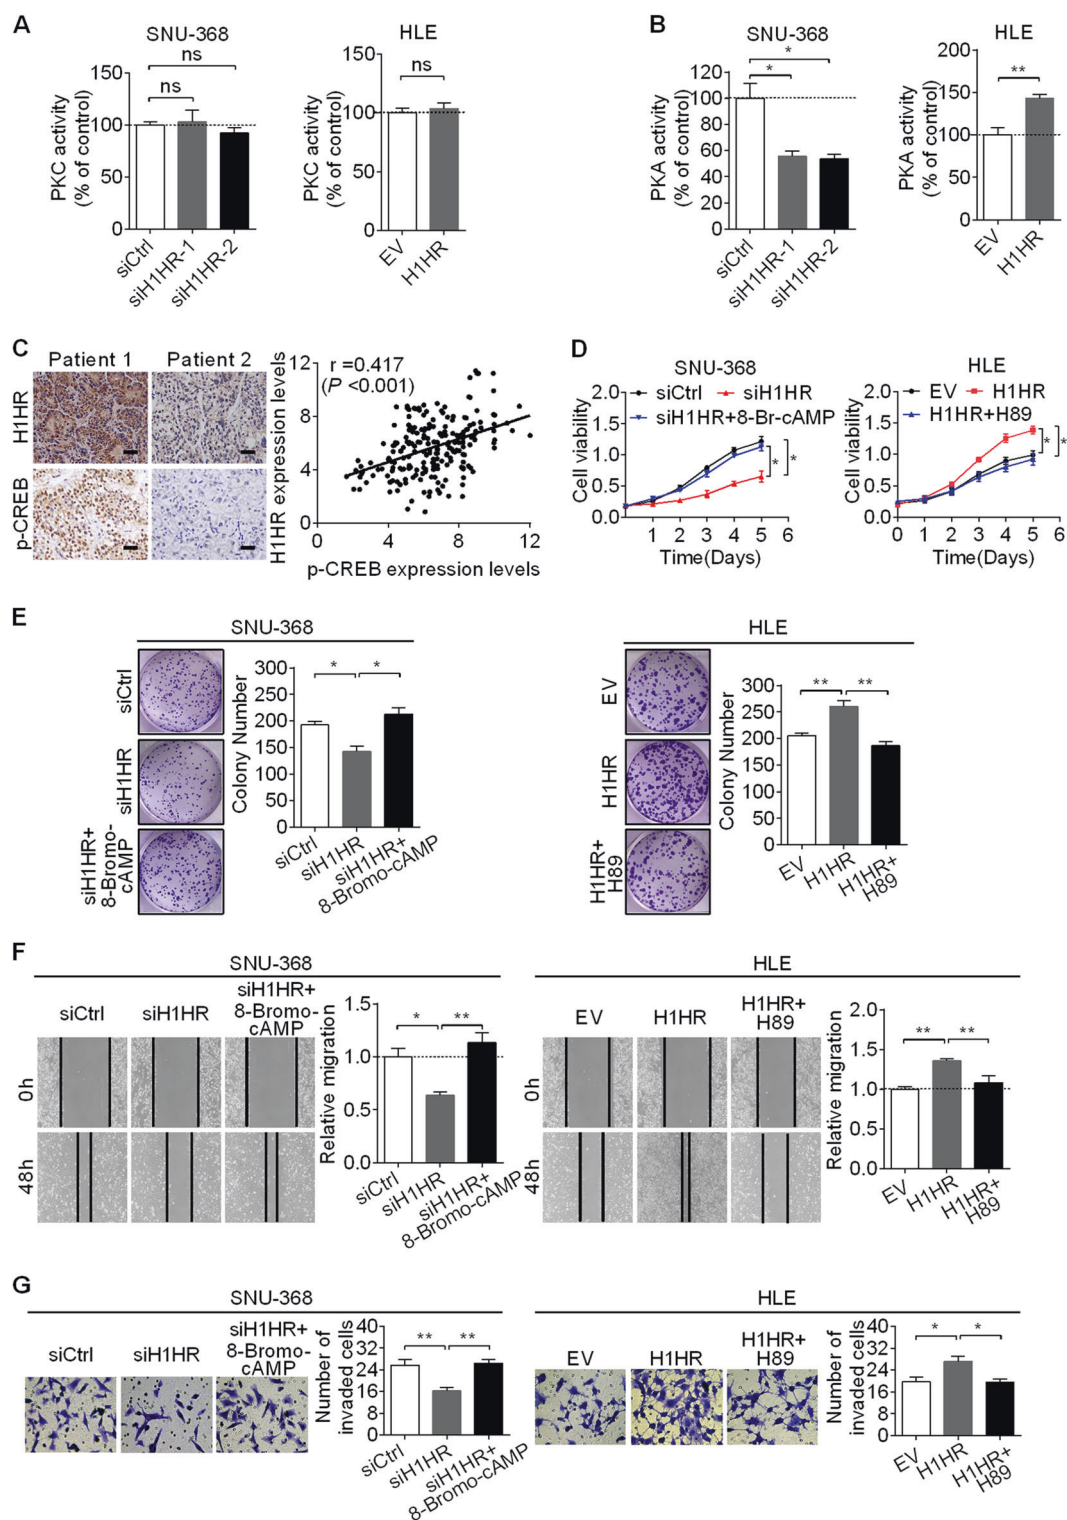 A
SNU-368
PKC activity
(% of control)
150
100
50
0
ns
ns
siCtrl
siH1HR-1
siH1HR-2
HLE
PKC activity
(% of control)
150
100
50
0
ns
EV
H1HR
B
SNU-368
PKA activity
(% of control)
120
100
80
60
40
20
0
*
*
siCtrl
siH1HR-1
siH1HR-2
HLE
PKA activity
(% of control)
200
150
100
50
0
**
EV
H1HR
C
Patient 1
Patient 2
H1HR
p-CREB
H1HR expression levels
12
9
6
3
0
r =0.417
(P <0.001)
0 4 8 12
p-CREB expression levels
D
SNU-368
Cell viability
2.0
1.5
1.0
0.5
0.0
siCtrl
siH1HR
siH1HR+8-Br-cAMP
*
*
1 2 3 4 5 6
Time(Days)
HLE
Cell viability
2.0
1.5
1.0
0.5
0.0
EV
H1HR
H1HR+H89
*
*
0 1 2 3 4 5 6
Time(Days)
E
SNU-368
siCtrl
siH1HR
siH1HR+
8-Bromo-
cAMP
Colony Number
300
250
200
150
100
50
0
*
*
siCtrl
siH1HR
siH1HR+
8-Bromo-cAMP
HLE
EV
H1HR
H1HR+
H89
Colony Number
300
250
200
150
100
50
0
**
**
EV
H1HR
H1HR+
H89
F
SNU-368
siCtrl
siH1HR
siH1HR+
8-Bromo-
cAMP
0h
48h
Relative migration
1.5
1.0
0.5
0.0
*
**
siCtrl
siH1HR
siH1HR+
8-Bromo-cAMP
HLE
EV
H1HR
H1HR+
H89
0h
48h
Relative migration
2.0
1.5
1.0
0.5
0.0
**
**
EV
H1HR
H1HR+
H89
G
SNU-368
siCtrl
siH1HR
siH1HR+
8-Bromo-
cAMP
Number of
invaded cells
40
32
24
16
8
0
**
**
siCtrl
siH1HR
siH1HR+
8-Bromo-cAMP
HLE
EV
H1HR
H1HR+
H89
Number of
invaded cells
40
32
24
16
8
0
*
*
EV
H1HR
H1HR+
H89